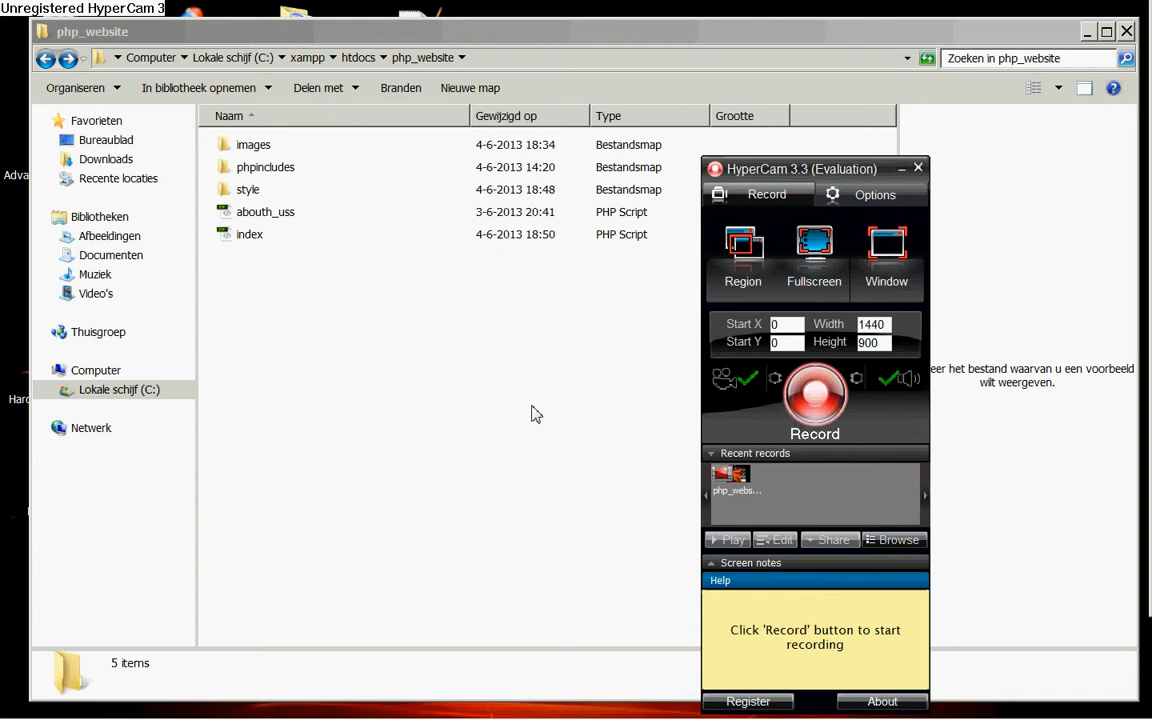 Unregistered HyperCam 3
php_website
Computer
Lokale schijf (C:)
xampp
htdocs
php_website
Zoeken in php_website
Organiseren
In bibliotheek opnemen
Delen met
Branden
Nieuwe map
Naam
Gewijzigd op
Type
Grootte
Favorieten
Bureaublad
Downloads
Recente locaties
Bibliotheken
Afbeeldingen
Documenten
Muziek
Video's
Thuisgroep
Computer
Lokale schijf (C:)
Netwerk
images 4-6-2013 18:34 Bestandsmap
phpincludes 4-6-2013 14:20 Bestandsmap
style 4-6-2013 18:48 Bestandsmap
abouth_uss 3-6-2013 20:41 PHP Script
index 4-6-2013 18:50 PHP Script
HyperCam 3.3 (Evaluation)
Record Options
Region Fullscreen Window
Start X 0 Width 1440
Start Y 0 Height 900
Record
Recent records
php_webs...
Play Edit Share Browse
Screen notes
Help
Click 'Record' button to start
recording
Register About
eer het bestand waarvan u een voorbeeld
wilt weergeven.
5 items
Adva
Hard